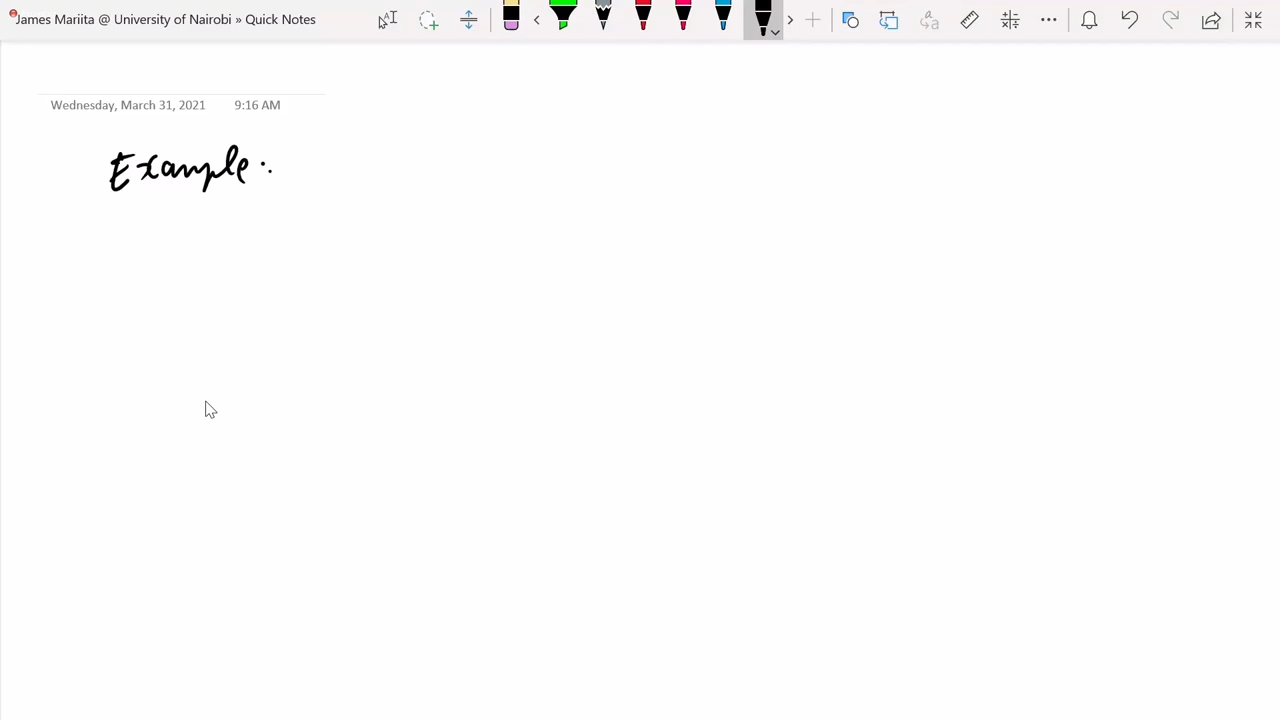 James Mariita @ University of Nairobi » Quick Notes
Wednesday, March 31, 2021 9:16 AM
Example: